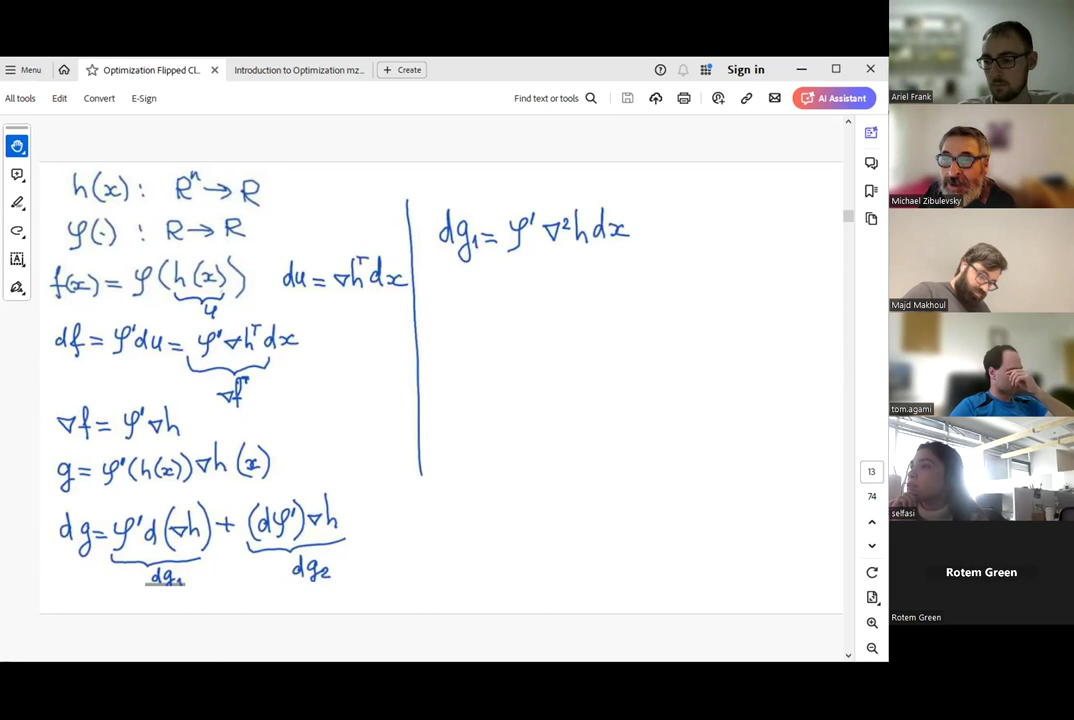 Menu
Optimization Flipped Cl..
Introduction to Optimization mz...
+ Create
Sign in
All tools
Edit
Convert
E-Sign
Find text or tools
AI Assistant
h(x) : Rⁿ → R
φ(·) : R → R
f(x) = φ(h(x))
u
du = ∇hᵀdx
df = φ'du = φ'∇hᵀdx
∇fᵀ
∇f = φ'∇h
g = φ'(h(x))∇h(x)
dg = φ'd(∇h) + (dφ')∇h
dg₁
dg₂
dg₁ = φ'∇²hdx
13
74
Ariel Frank
Michael Zibulevsky
Majd Makhoul
tom.agami
selfasi
Rotem Green
Rotem Green